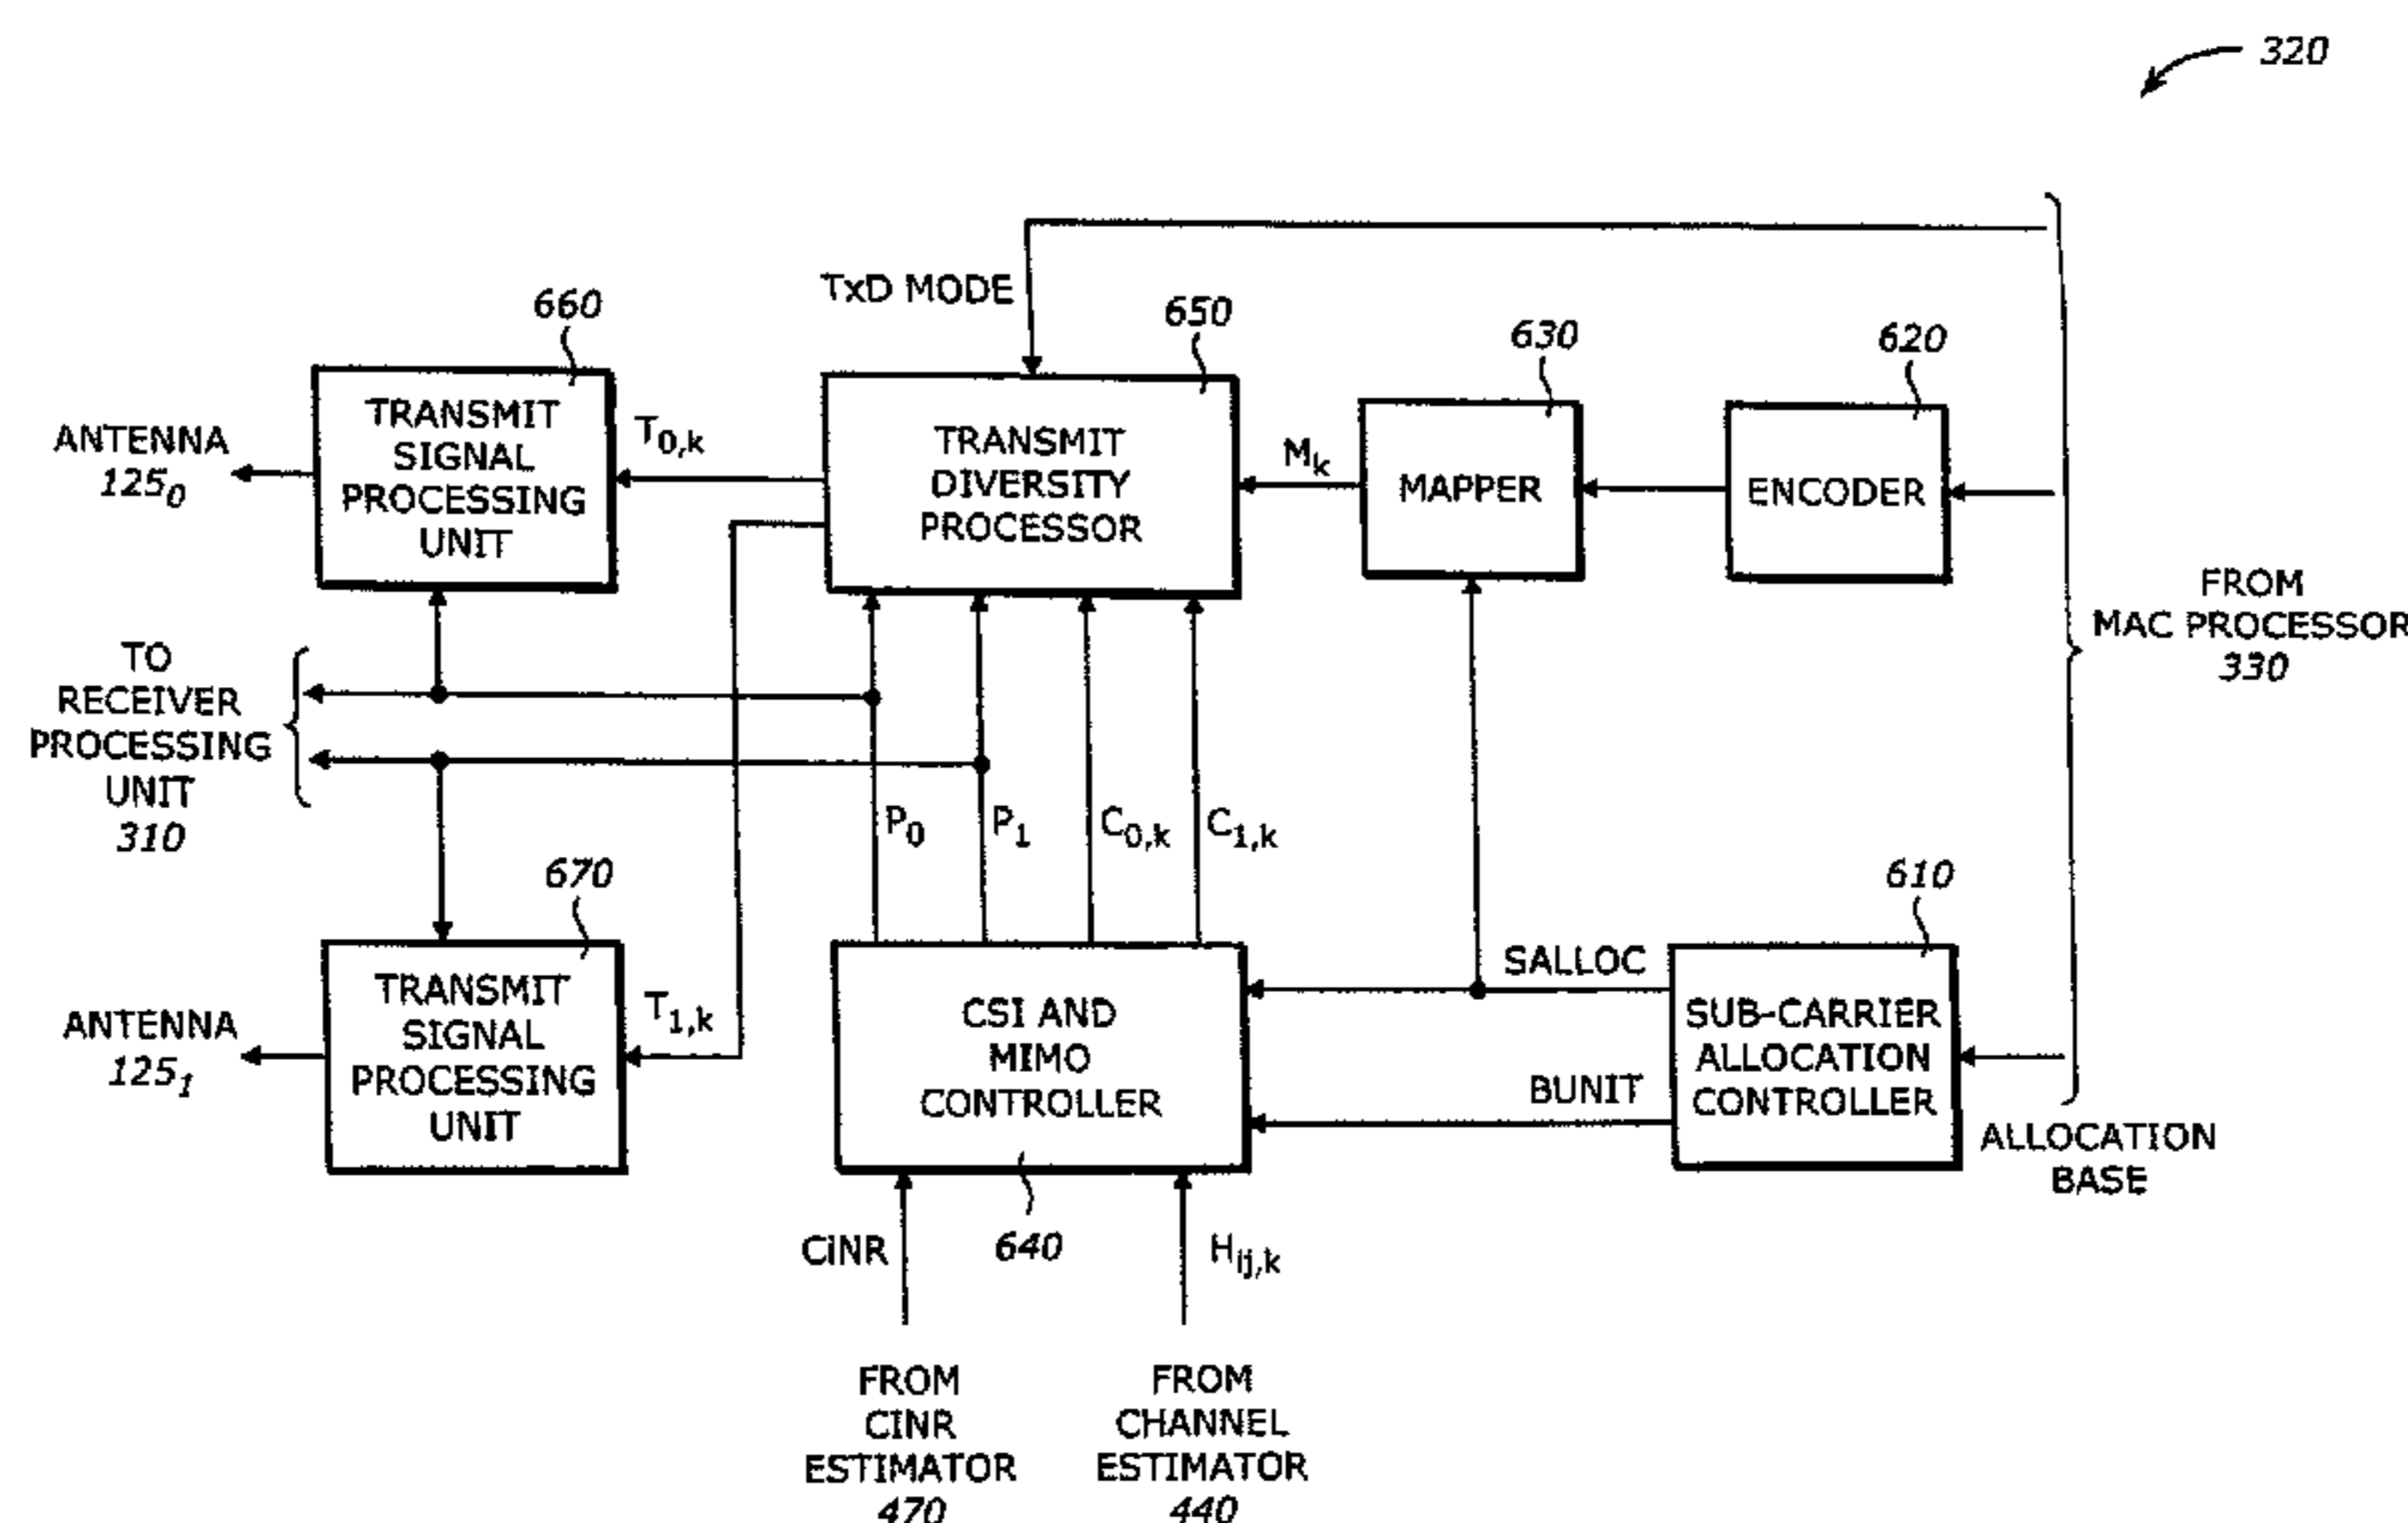 320
TxD MODE
660
650
630
620
TRANSMIT
SIGNAL
PROCESSING
UNIT
ANTENNA
125₀
T₀,ₖ
TRANSMIT
DIVERSITY
PROCESSOR
Mₖ
MAPPER
ENCODER
FROM
MAC PROCESSOR
330
TO
RECEIVER
PROCESSING
UNIT
310
P₀
P₁
C₀,ₖ
C₁,ₖ
670
610
TRANSMIT
SIGNAL
PROCESSING
UNIT
ANTENNA
125₁
T₁,ₖ
CSI AND
MIMO
CONTROLLER
SALLOC
BUNIT
SUB-CARRIER
ALLOCATION
CONTROLLER
ALLOCATION
BASE
CiNR
640
Hij,k
FROM
CINR
ESTIMATOR
470
FROM
CHANNEL
ESTIMATOR
440